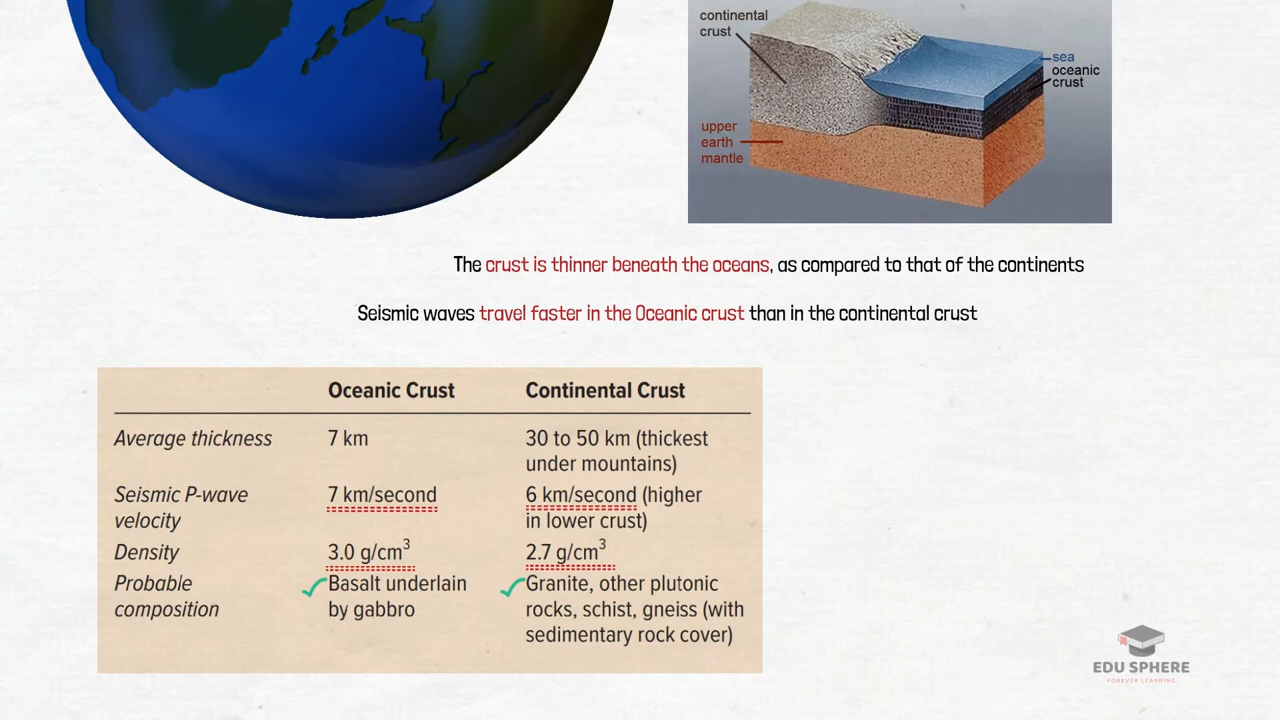 continental
crust
sea
oceanic
crust
upper
earth
mantle
The crust is thinner beneath the oceans, as compared to that of the continents
Seismic waves travel faster in the Oceanic crust than in the continental crust
Oceanic Crust Continental Crust
Average thickness 7 km 30 to 50 km (thickest
under mountains)
Seismic P-wave 7 km/second 6 km/second (higher
velocity in lower crust)
Density 3.0 g/cm³ 2.7 g/cm³
Probable Basalt underlain Granite, other plutonic
composition by gabbro rocks, schist, gneiss (with
sedimentary rock cover)
EDU SPHERE
FOREVER LEARNING